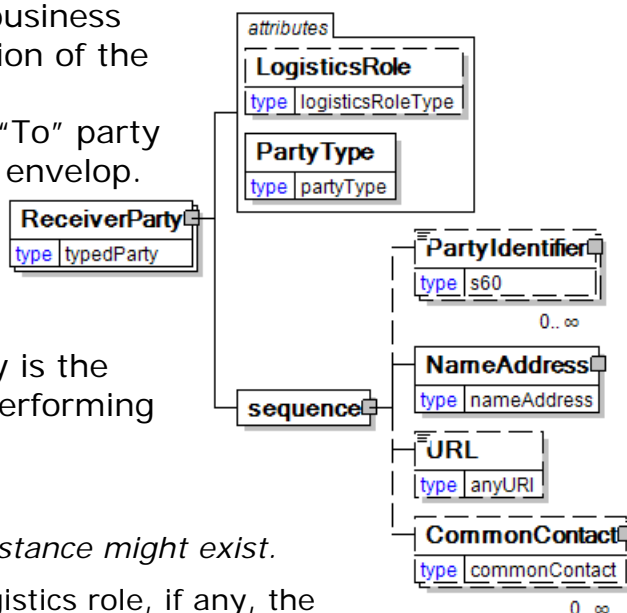 business
ion of the
“To” party
envelop.
y is the
erforming
stance might exist.
gistics role, if any, the
attributes
LogisticsRole
type logisticsRoleType
PartyType
type partyType
ReceiverParty
type typedParty
sequence
PartyIdentifier
type s60
0.. ∞
NameAddress
type nameAddress
URL
type anyURI
CommonContact
type commonContact
0.. ∞